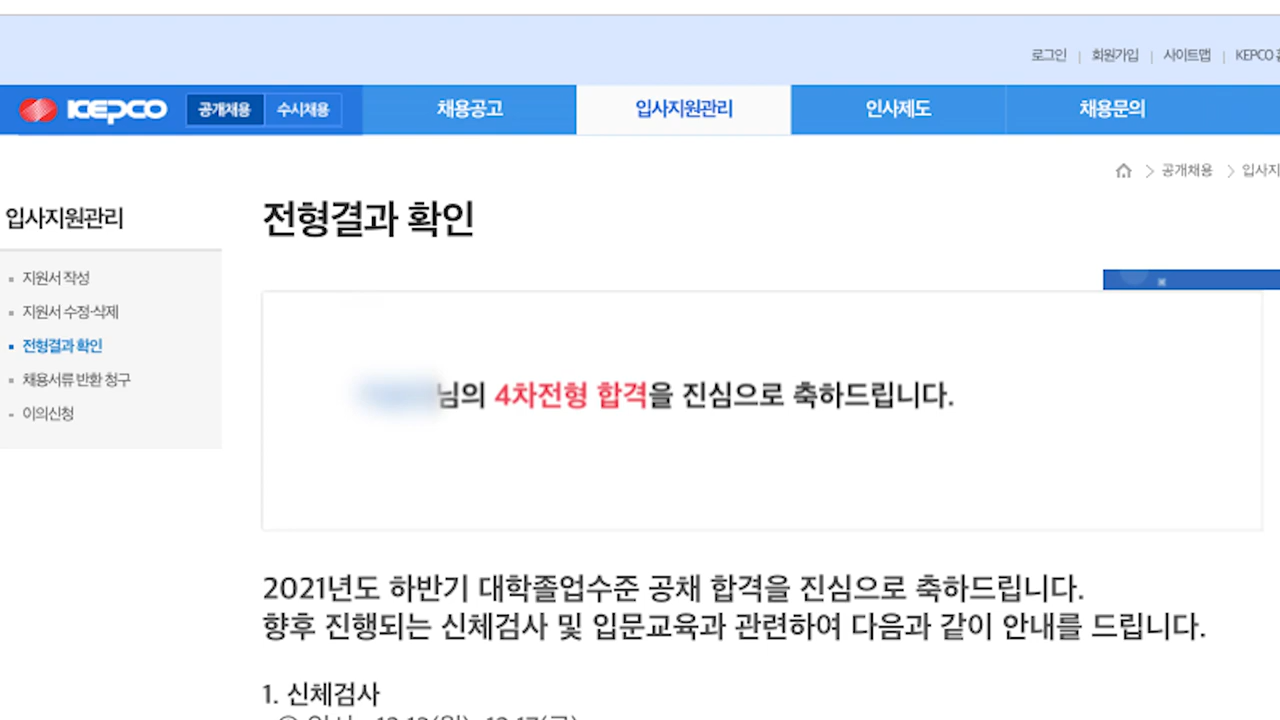 로그인 | 회원가입 | 사이트맵 | KEPCO
KEPCO 공개채용 수시채용 채용공고 입사지원관리 인사제도 채용문의
공개채용 > 입사지
입사지원관리
지원서 작성
지원서 수정·삭제
전형결과 확인
채용서류 반환 청구
이의신청
전형결과 확인
님의 4차전형 합격을 진심으로 축하드립니다.
2021년도 하반기 대학졸업수준 공채 합격을 진심으로 축하드립니다.
향후 진행되는 신체검사 및 입문교육과 관련하여 다음과 같이 안내를 드립니다.
1. 신체검사